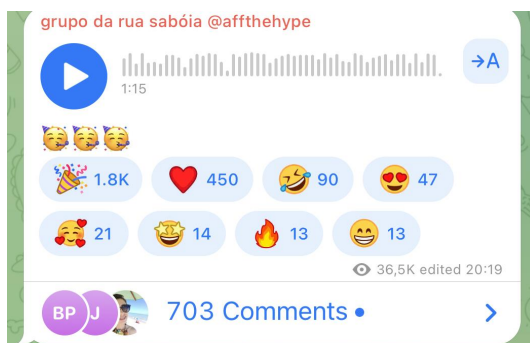 grupo da rua sabóia @affthehype
→A
1:15
1.8K 450 90 47
21 14 13 13
36,5K edited 20:19
BP J 703 Comments